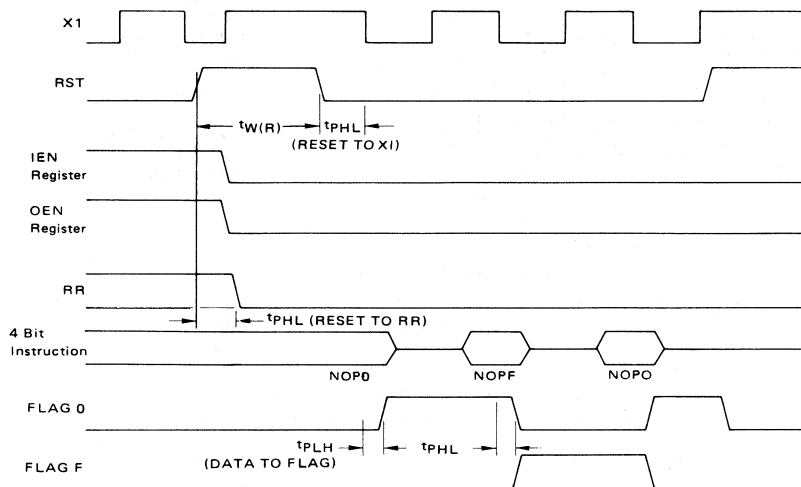 X1
RST
tW(R)
tPHL
(RESET TO XI)
IEN
Register
OEN
Register
RR
tPHL (RESET TO RR)
4 Bit
Instruction
NOP0
NOPF
NOPO
FLAG 0
tPLH
(DATA TO FLAG)
tPHL
FLAG F